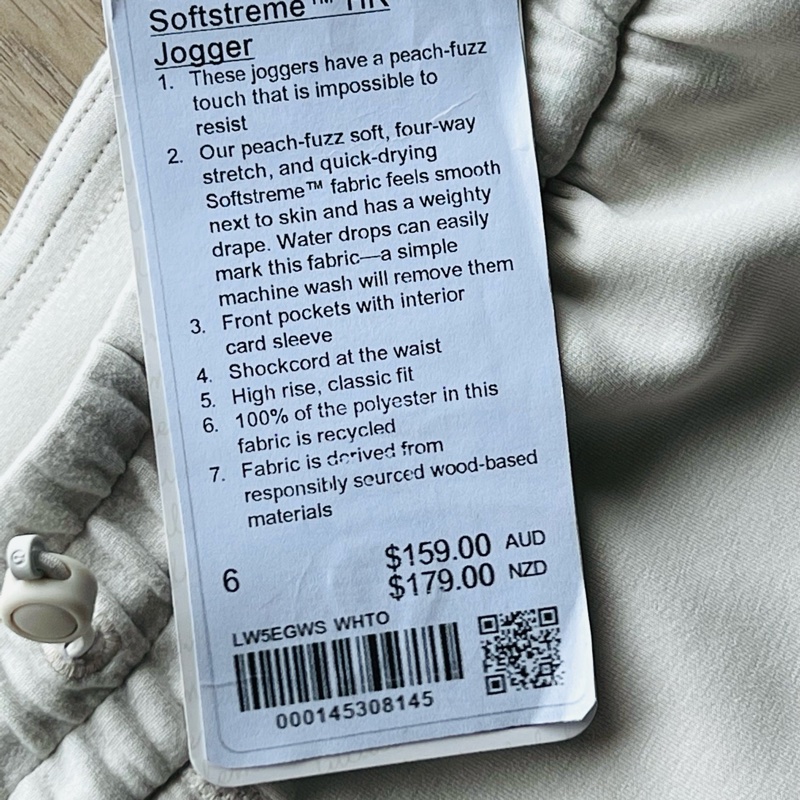 Softstreme™ HR
Jogger
1. These joggers have a peach-fuzz
touch that is impossible to
resist
2. Our peach-fuzz soft, four-way
stretch, and quick-drying
Softstreme™ fabric feels smooth
next to skin and has a weighty
drape. Water drops can easily
mark this fabric—a simple
machine wash will remove them
3. Front pockets with interior
card sleeve
4. Shockcord at the waist
5. High rise, classic fit
6. 100% of the polyester in this
fabric is recycled
7. Fabric is derived from
responsibly sourced wood-based
materials
$159.00 AUD
6 $179.00 NZD
LW5EGWS WHTO
000145308145